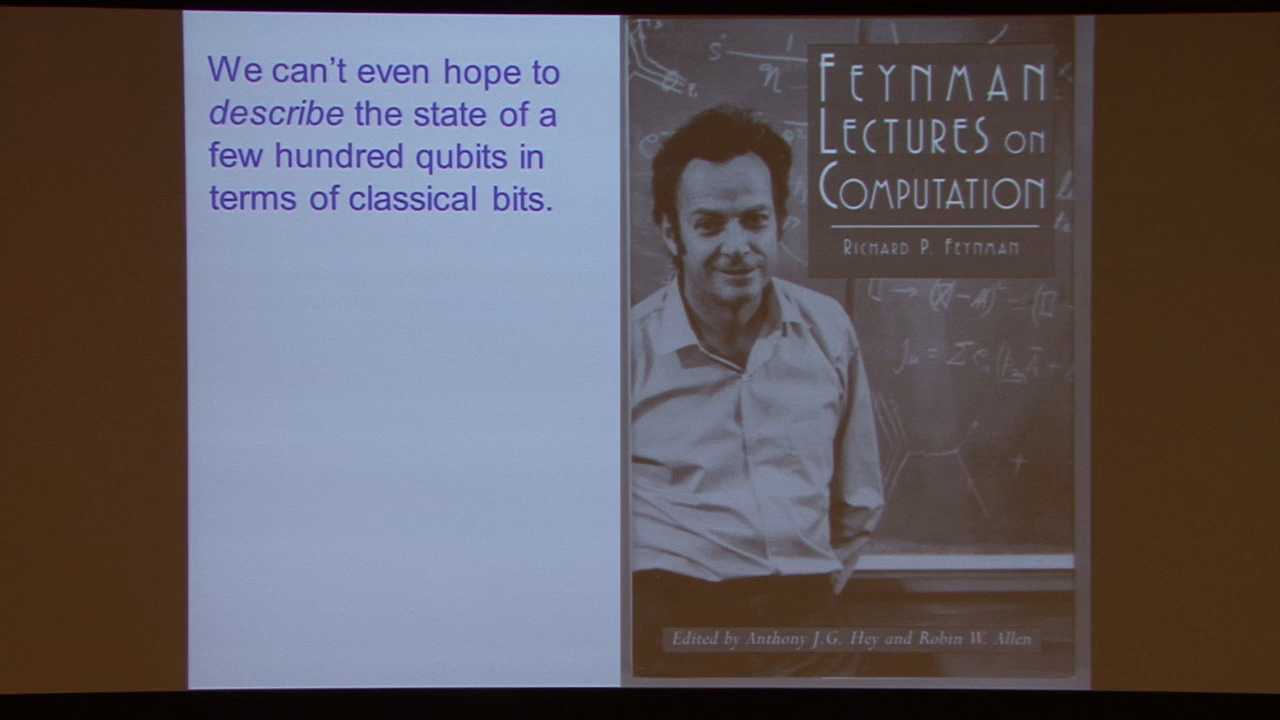 We can't even hope to
describe the state of a
few hundred qubits in
terms of classical bits.
FEYNMAN
LECTURES ON
COMPUTATION
RICHARD P. FEYNMAN
Edited by Anthony J.G. Hey and Robin W. Allen